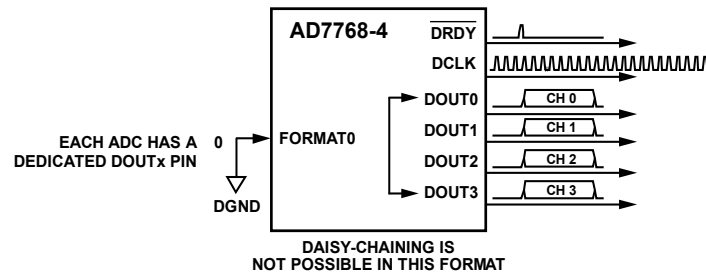 AD7768-4
DRDY
DCLK
DOUT0
CH 0
EACH ADC HAS A
DEDICATED DOUTx PIN
0
FORMAT0
DOUT1
CH 1
DOUT2
CH 2
DOUT3
CH 3
DGND
DAISY-CHAINING IS
NOT POSSIBLE IN THIS FORMAT